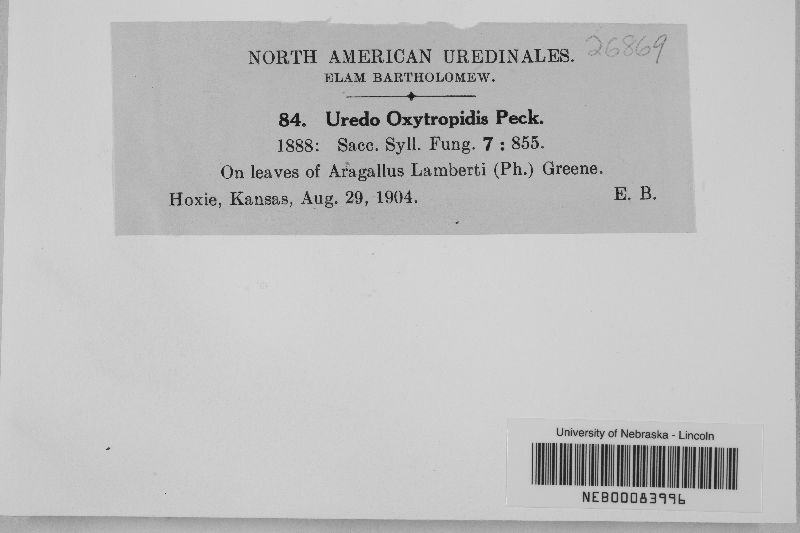 NORTH AMERICAN UREDINALES. 26869
ELAM BARTHOLOMEW.
84. Uredo Oxytropidis Peck.
1888: Sacc. Syll. Fung. 7 : 855.
On leaves of Aragallus Lamberti (Ph.) Greene.
Hoxie, Kansas, Aug. 29, 1904. E. B.
University of Nebraska - Lincoln
NEB00083996